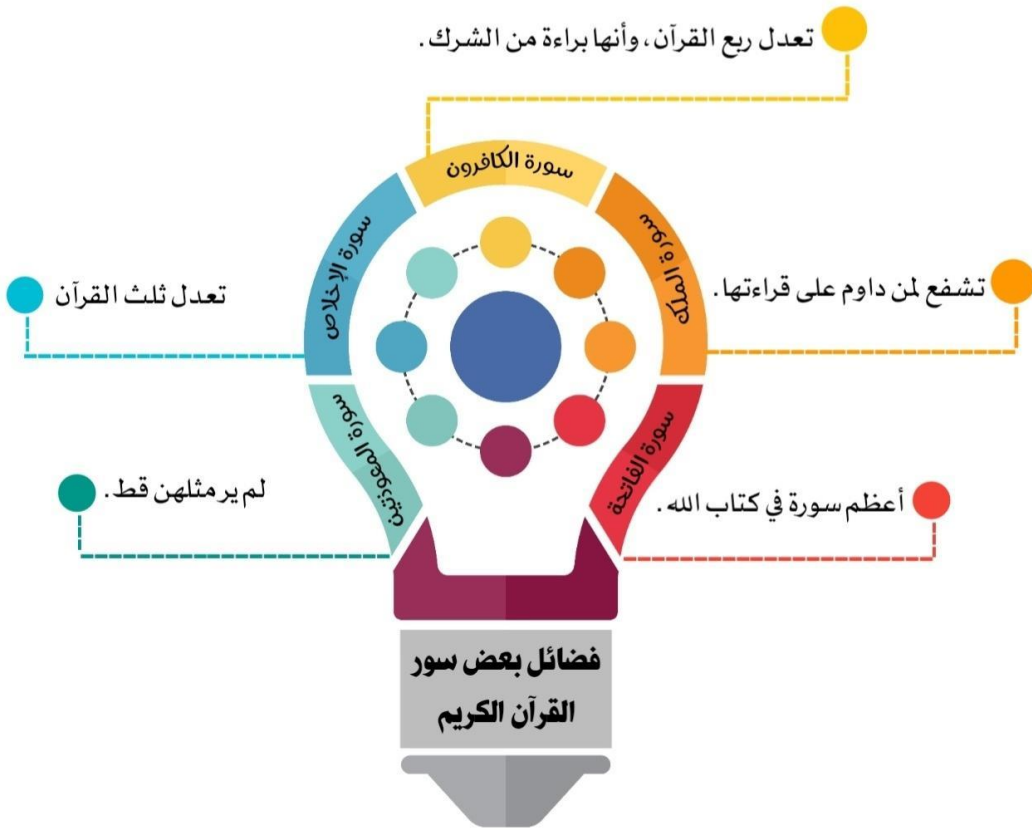 تعدل ربع القرآن، وأنها براءة من الشرك.
سورة الكافرون
سورة الملك
تشفع لمن داوم على قراءتها.
سورة الإخلاص
تعدل ثلث القرآن
سورة الفاتحة
أعظم سورة في كتاب الله.
سورة المعوذتين
لم ير مثلهن قط.
فضائل بعض سور
القرآن الكريم